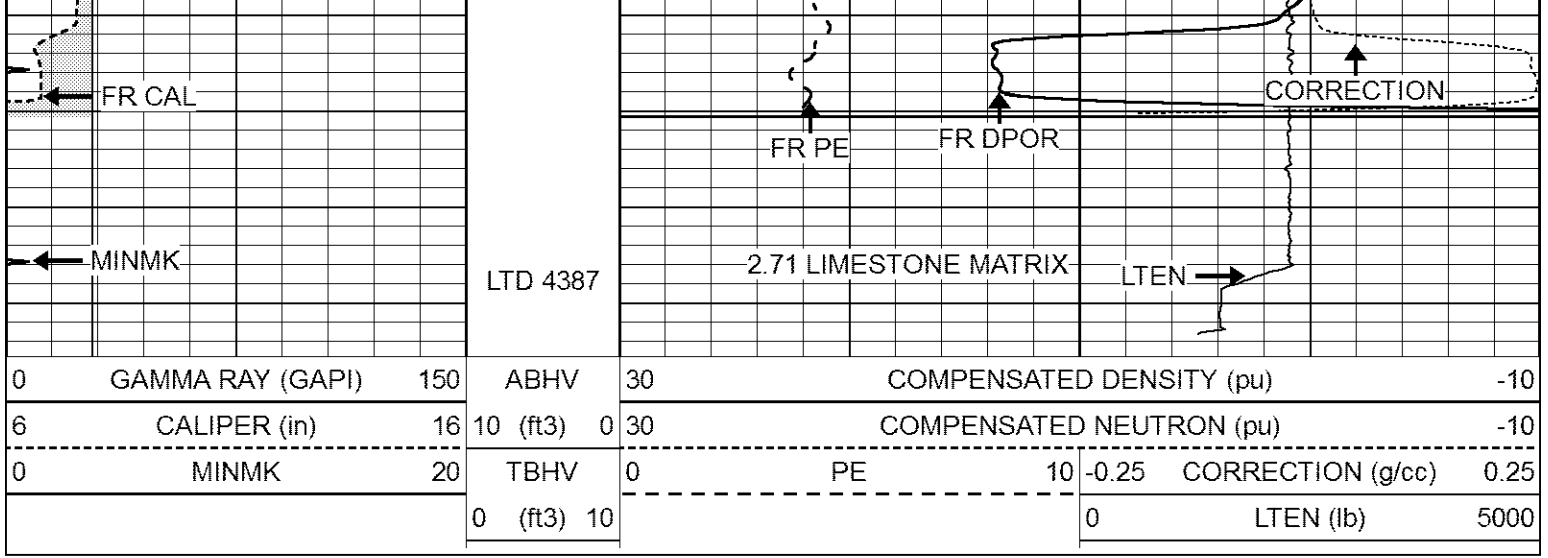 FR CAL
CORRECTION
FR PE
FR DPOR
MINMK
LTD 4387
2.71 LIMESTONE MATRIX
LTEN
0 GAMMA RAY (GAPI) 150 ABHV 30 COMPENSATED DENSITY (pu) -10
6 CALIPER (in) 16 10 (ft3) 0 30 COMPENSATED NEUTRON (pu) -10
0 MINMK 20 TBHV 0 PE 10 -0.25 CORRECTION (g/cc) 0.25
0 (ft3) 10 0 LTEN (lb) 5000